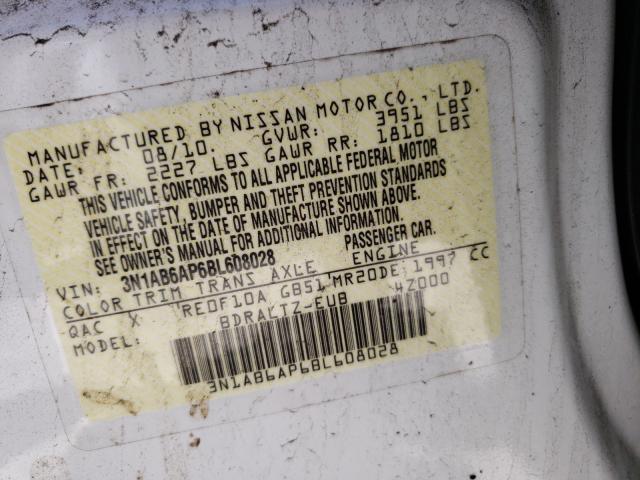 MANUFACTURED BY NISSAN MOTOR CO., LTD.
DATE: 08/10. GVWR: 3951 LBS
GAWR FR: 2227 LBS GAWR RR: 1810 LBS
THIS VEHICLE CONFORMS TO ALL APPLICABLE FEDERAL MOTOR
VEHICLE SAFETY, BUMPER AND THEFT PREVENTION STANDARDS
IN EFFECT ON THE DATE OF MANUFACTURE SHOWN ABOVE.
SEE OWNER'S MANUAL FOR ADDITIONAL INFORMATION.
VIN: 3N1AB6AP6BL608028 PASSENGER CAR.
COLOR TRIM TRANS AXLE ENGINE
QAC X RE0F10A GB51 MR20DE 1997 CC
MODEL: BDRALTZ-EUB 4Z000
3N1AB6AP6BL608028